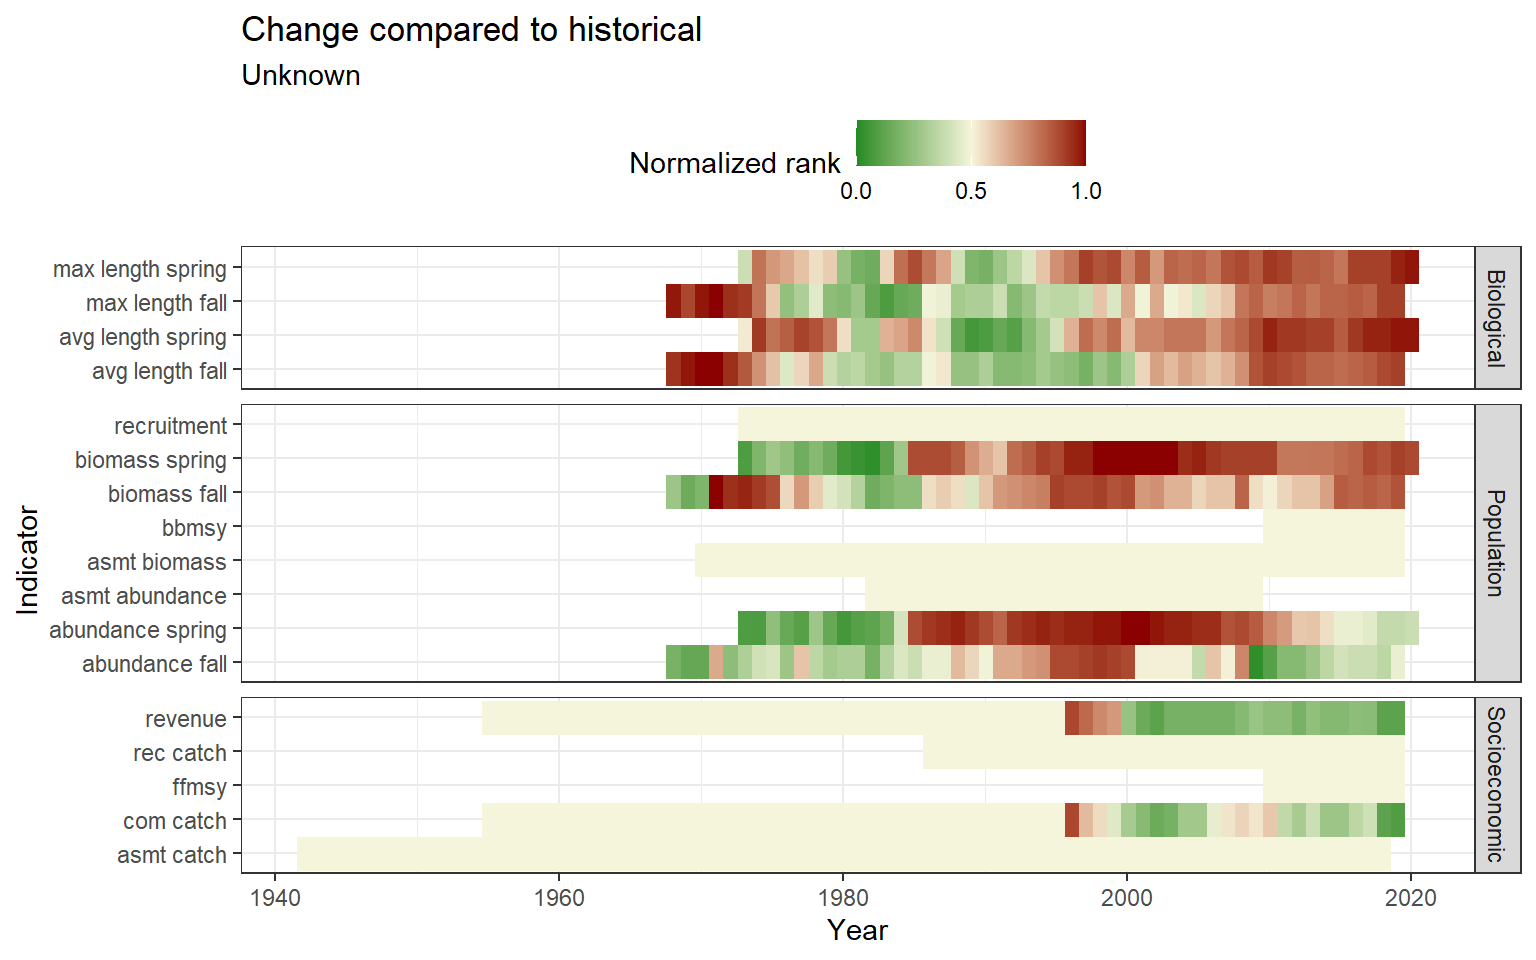 Change compared to historical
Unknown
Normalized rank
0.0 0.5 1.0
max length spring
max length fall
avg length spring
avg length fall
Biological
recruitment
biomass spring
biomass fall
bbmsy
asmt biomass
asmt abundance
abundance spring
abundance fall
Population
revenue
rec catch
ffmsy
com catch
asmt catch
Socioeconomic
Indicator
1940 1960 1980 2000 2020
Year